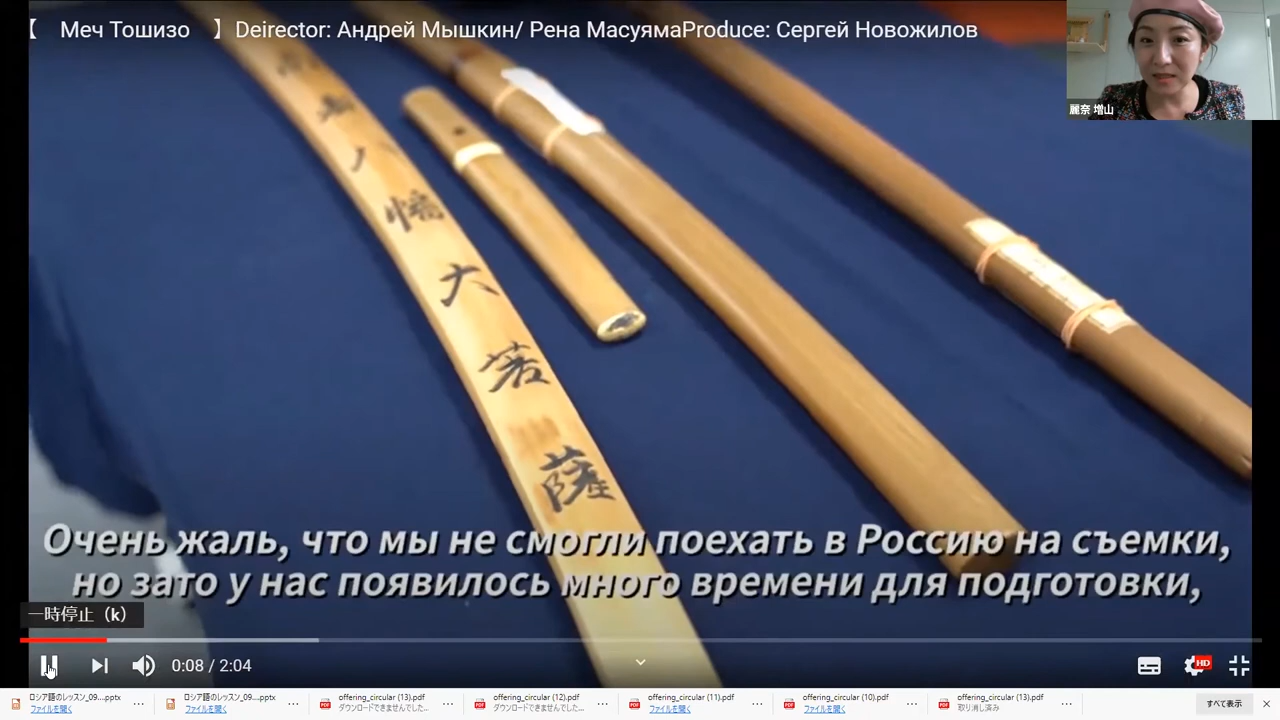 【　Меч Тошизо　】Deirector: Андрей Мышкин/ Рена МасуямаProduce: Сергей Новожилов
麗奈 増山
八
幡
大
菩
薩
Очень жаль, что мы не смогли поехать в Россию на съемки,
но зато у нас появилось много времени для подготовки,
一時停止（k）
0:08 / 2:04
HD
ロシア語のレッスン_09....pptx
ファイルを開く
ロシア語のレッスン_09....pptx
ファイルを開く
offering_circular (13).pdf
ダウンロードできませんでした...
offering_circular (12).pdf
ダウンロードできませんでした...
offering_circular (11).pdf
ファイルを開く
offering_circular (10).pdf
ファイルを開く
offering_circular (13).pdf
取り消し済み
すべて表示